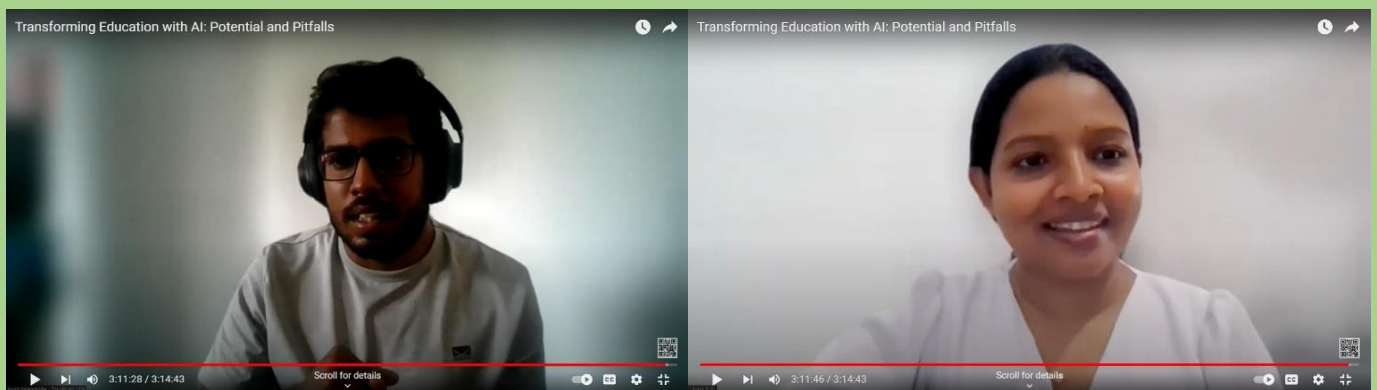 Transforming Education with AI: Potential and Pitfalls
3:11:28 / 3:14:43
Scroll for details
Transforming Education with AI: Potential and Pitfalls
3:11:46 / 3:14:43
Scroll for details